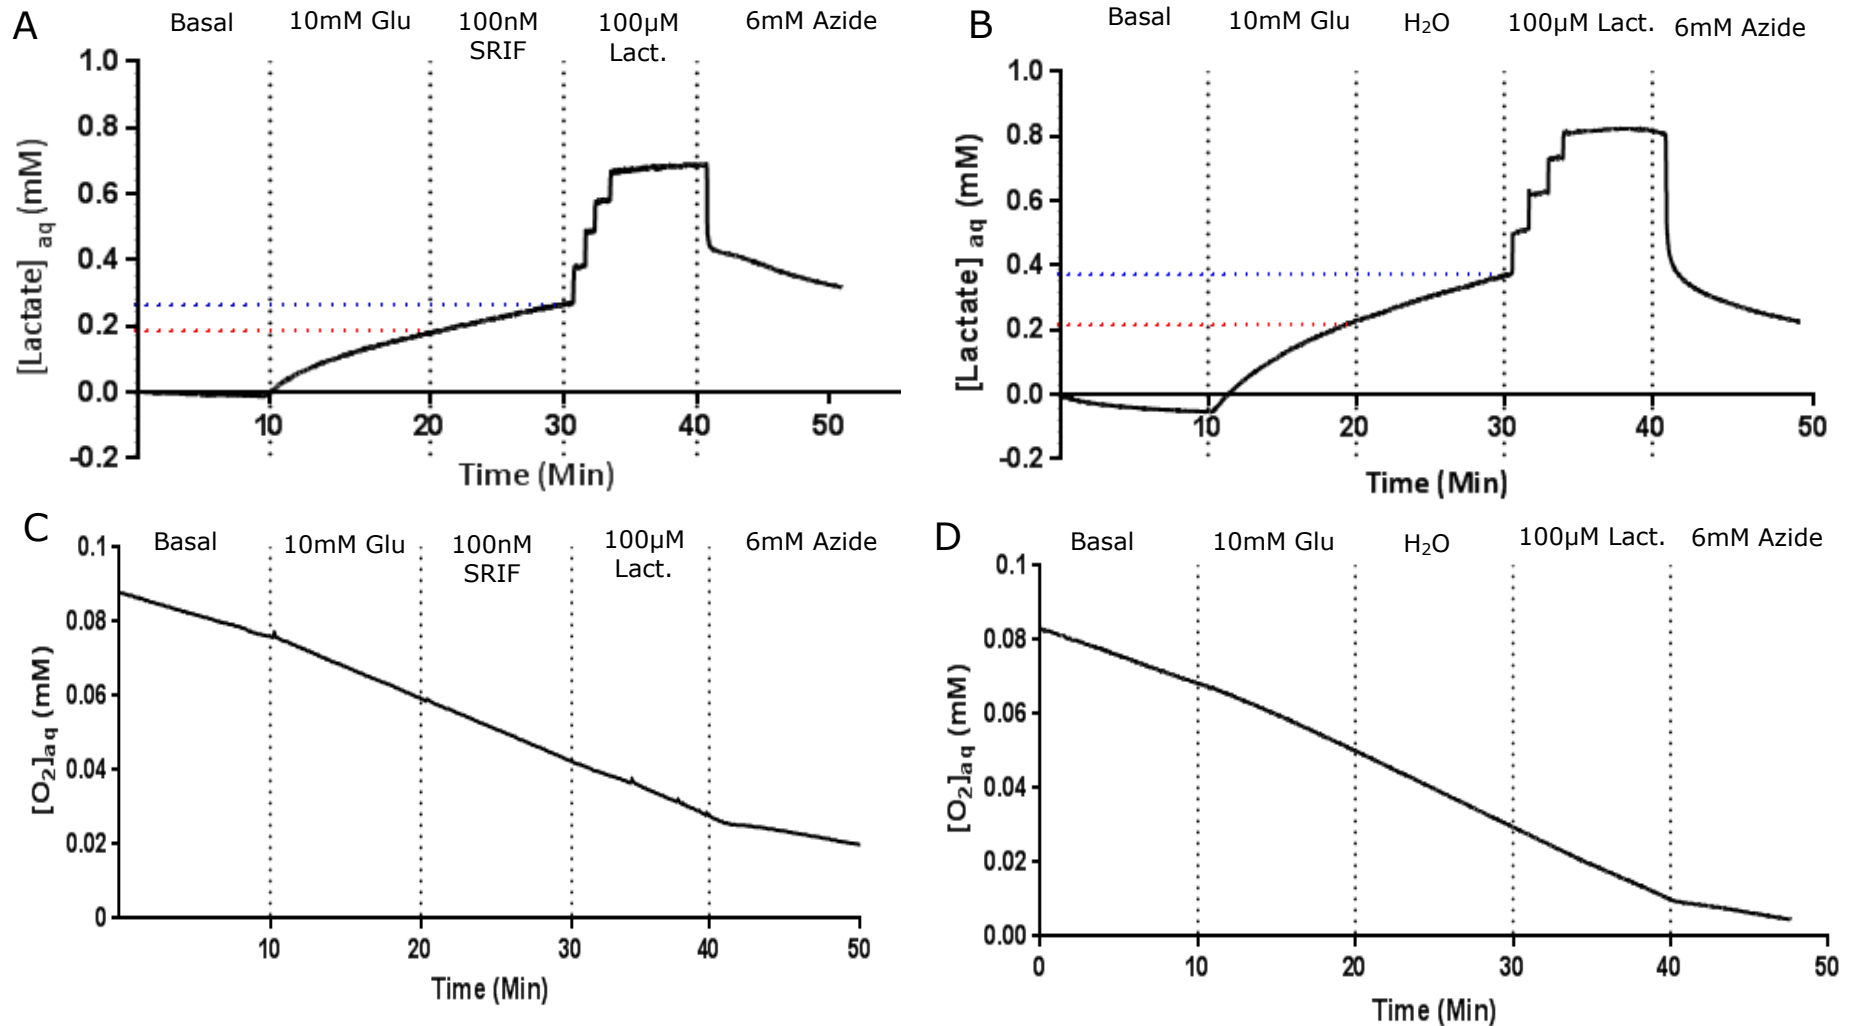 A
Basal
10mM Glu
100nM
SRIF
100µM
Lact.
6mM Azide
1.0
0.8
0.6
0.4
0.2
0.0
-0.2
[Lactate] aq (mM)
10
20
30
40
50
Time (Min)
B
Basal
10mM Glu
H₂O
100µM Lact.
6mM Azide
1.0
0.8
0.6
0.4
0.2
0.0
-0.2
[Lactate] aq (mM)
10
20
30
40
50
Time (Min)
C
Basal
10mM Glu
100nM
SRIF
100µM
Lact.
6mM Azide
0.1
0.08
0.06
0.04
0.02
0
[O₂]aq (mM)
10
20
30
40
50
Time (Min)
D
Basal
10mM Glu
H₂O
100µM Lact.
6mM Azide
0.1
0.08
0.06
0.04
0.02
0.00
[O₂]aq (mM)
0
10
20
30
40
50
Time (Min)